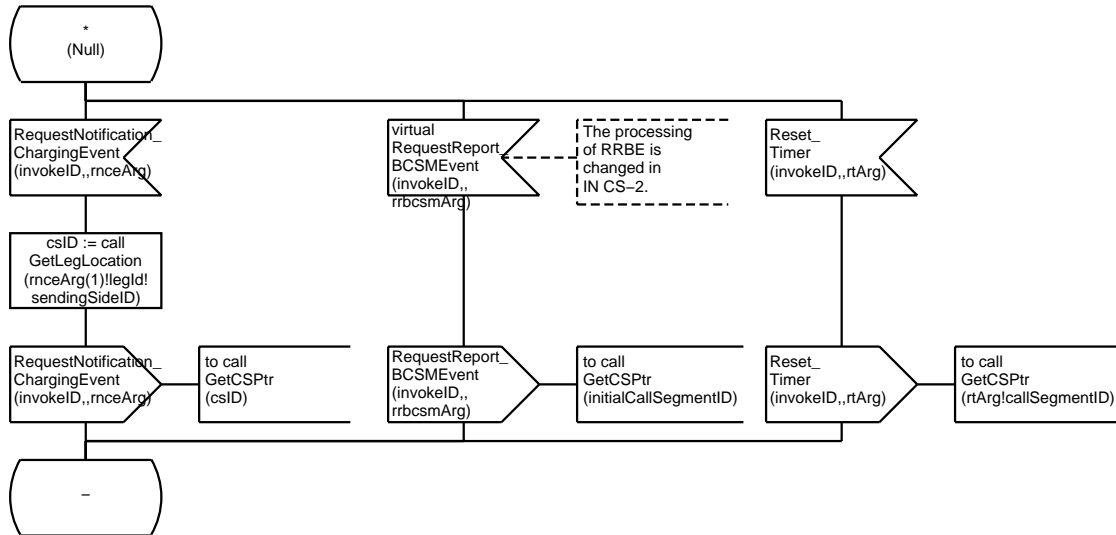 *
(Null)
RequestNotification_
ChargingEvent
(invokeID,,rnceArg)
virtual
RequestReport_
BCSMEvent
(invokeID,,
rrbcsmArg)
The processing
of RRBE is
changed in
IN CS–2.
Reset_
Timer
(invokeID,,rtArg)
csID := call
GetLegLocation
(rnceArg(1)!legId!
sendingSideID)
RequestNotification_
ChargingEvent
(invokeID,,rnceArg)
to call
GetCSPtr
(csID)
RequestReport_
BCSMEvent
(invokeID,,
rrbcsmArg)
to call
GetCSPtr
(initialCallSegmentID)
Reset_
Timer
(invokeID,,rtArg)
to call
GetCSPtr
(rtArg!callSegmentID)
–